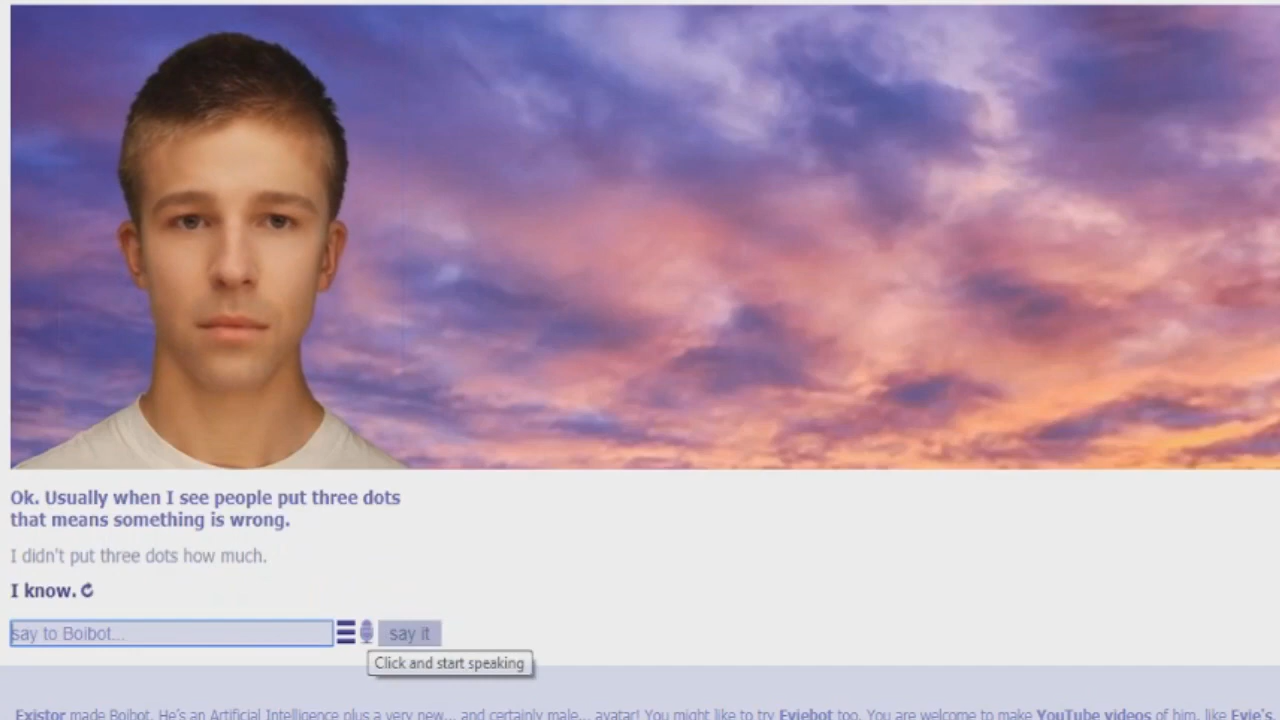 Ok. Usually when I see people put three dots
that means something is wrong.
I didn't put three dots how much.
I know.
say to Boibot...
say it
Click and start speaking
Existor made Boibot. He's an Artificial Intelligence plus a very new... and certainly male... avatar! You might like to try Eviebot too. You are welcome to make YouTube videos of him, like Evie's.